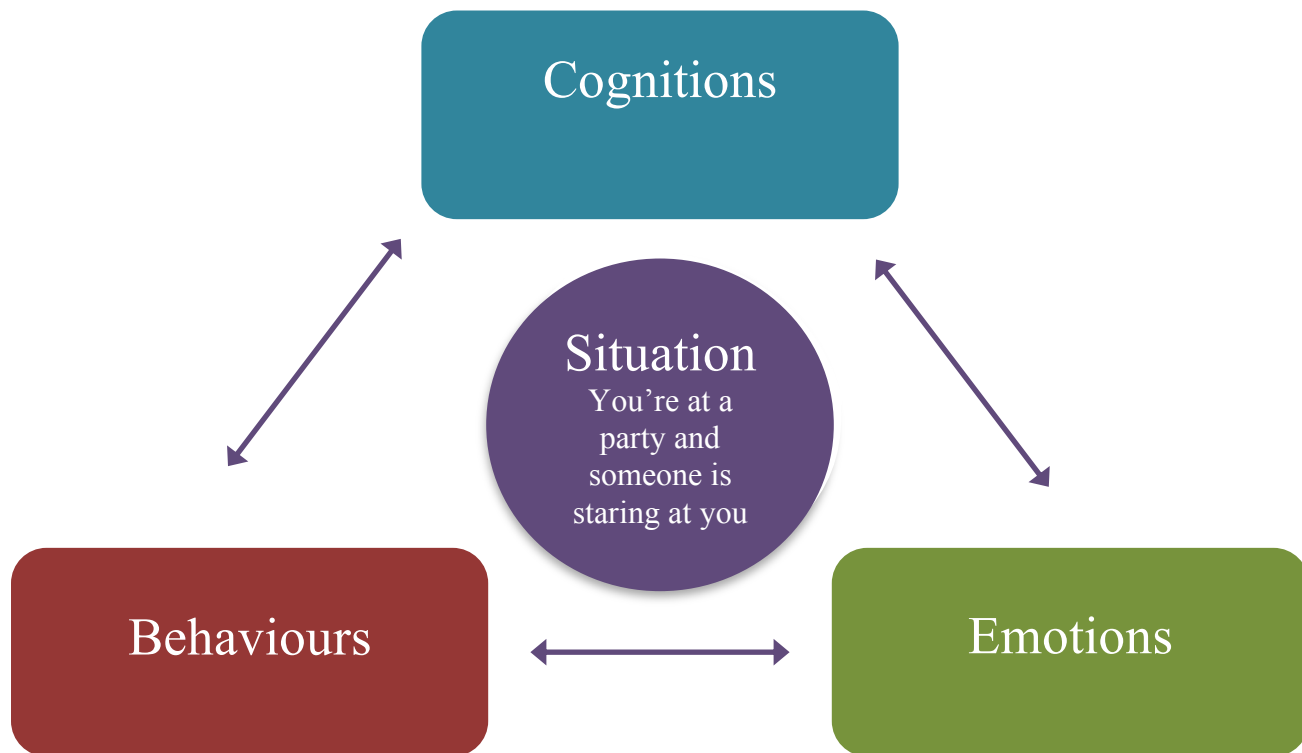 Cognitions
Situation
You’re at a
party and
someone is
staring at you
Behaviours
Emotions